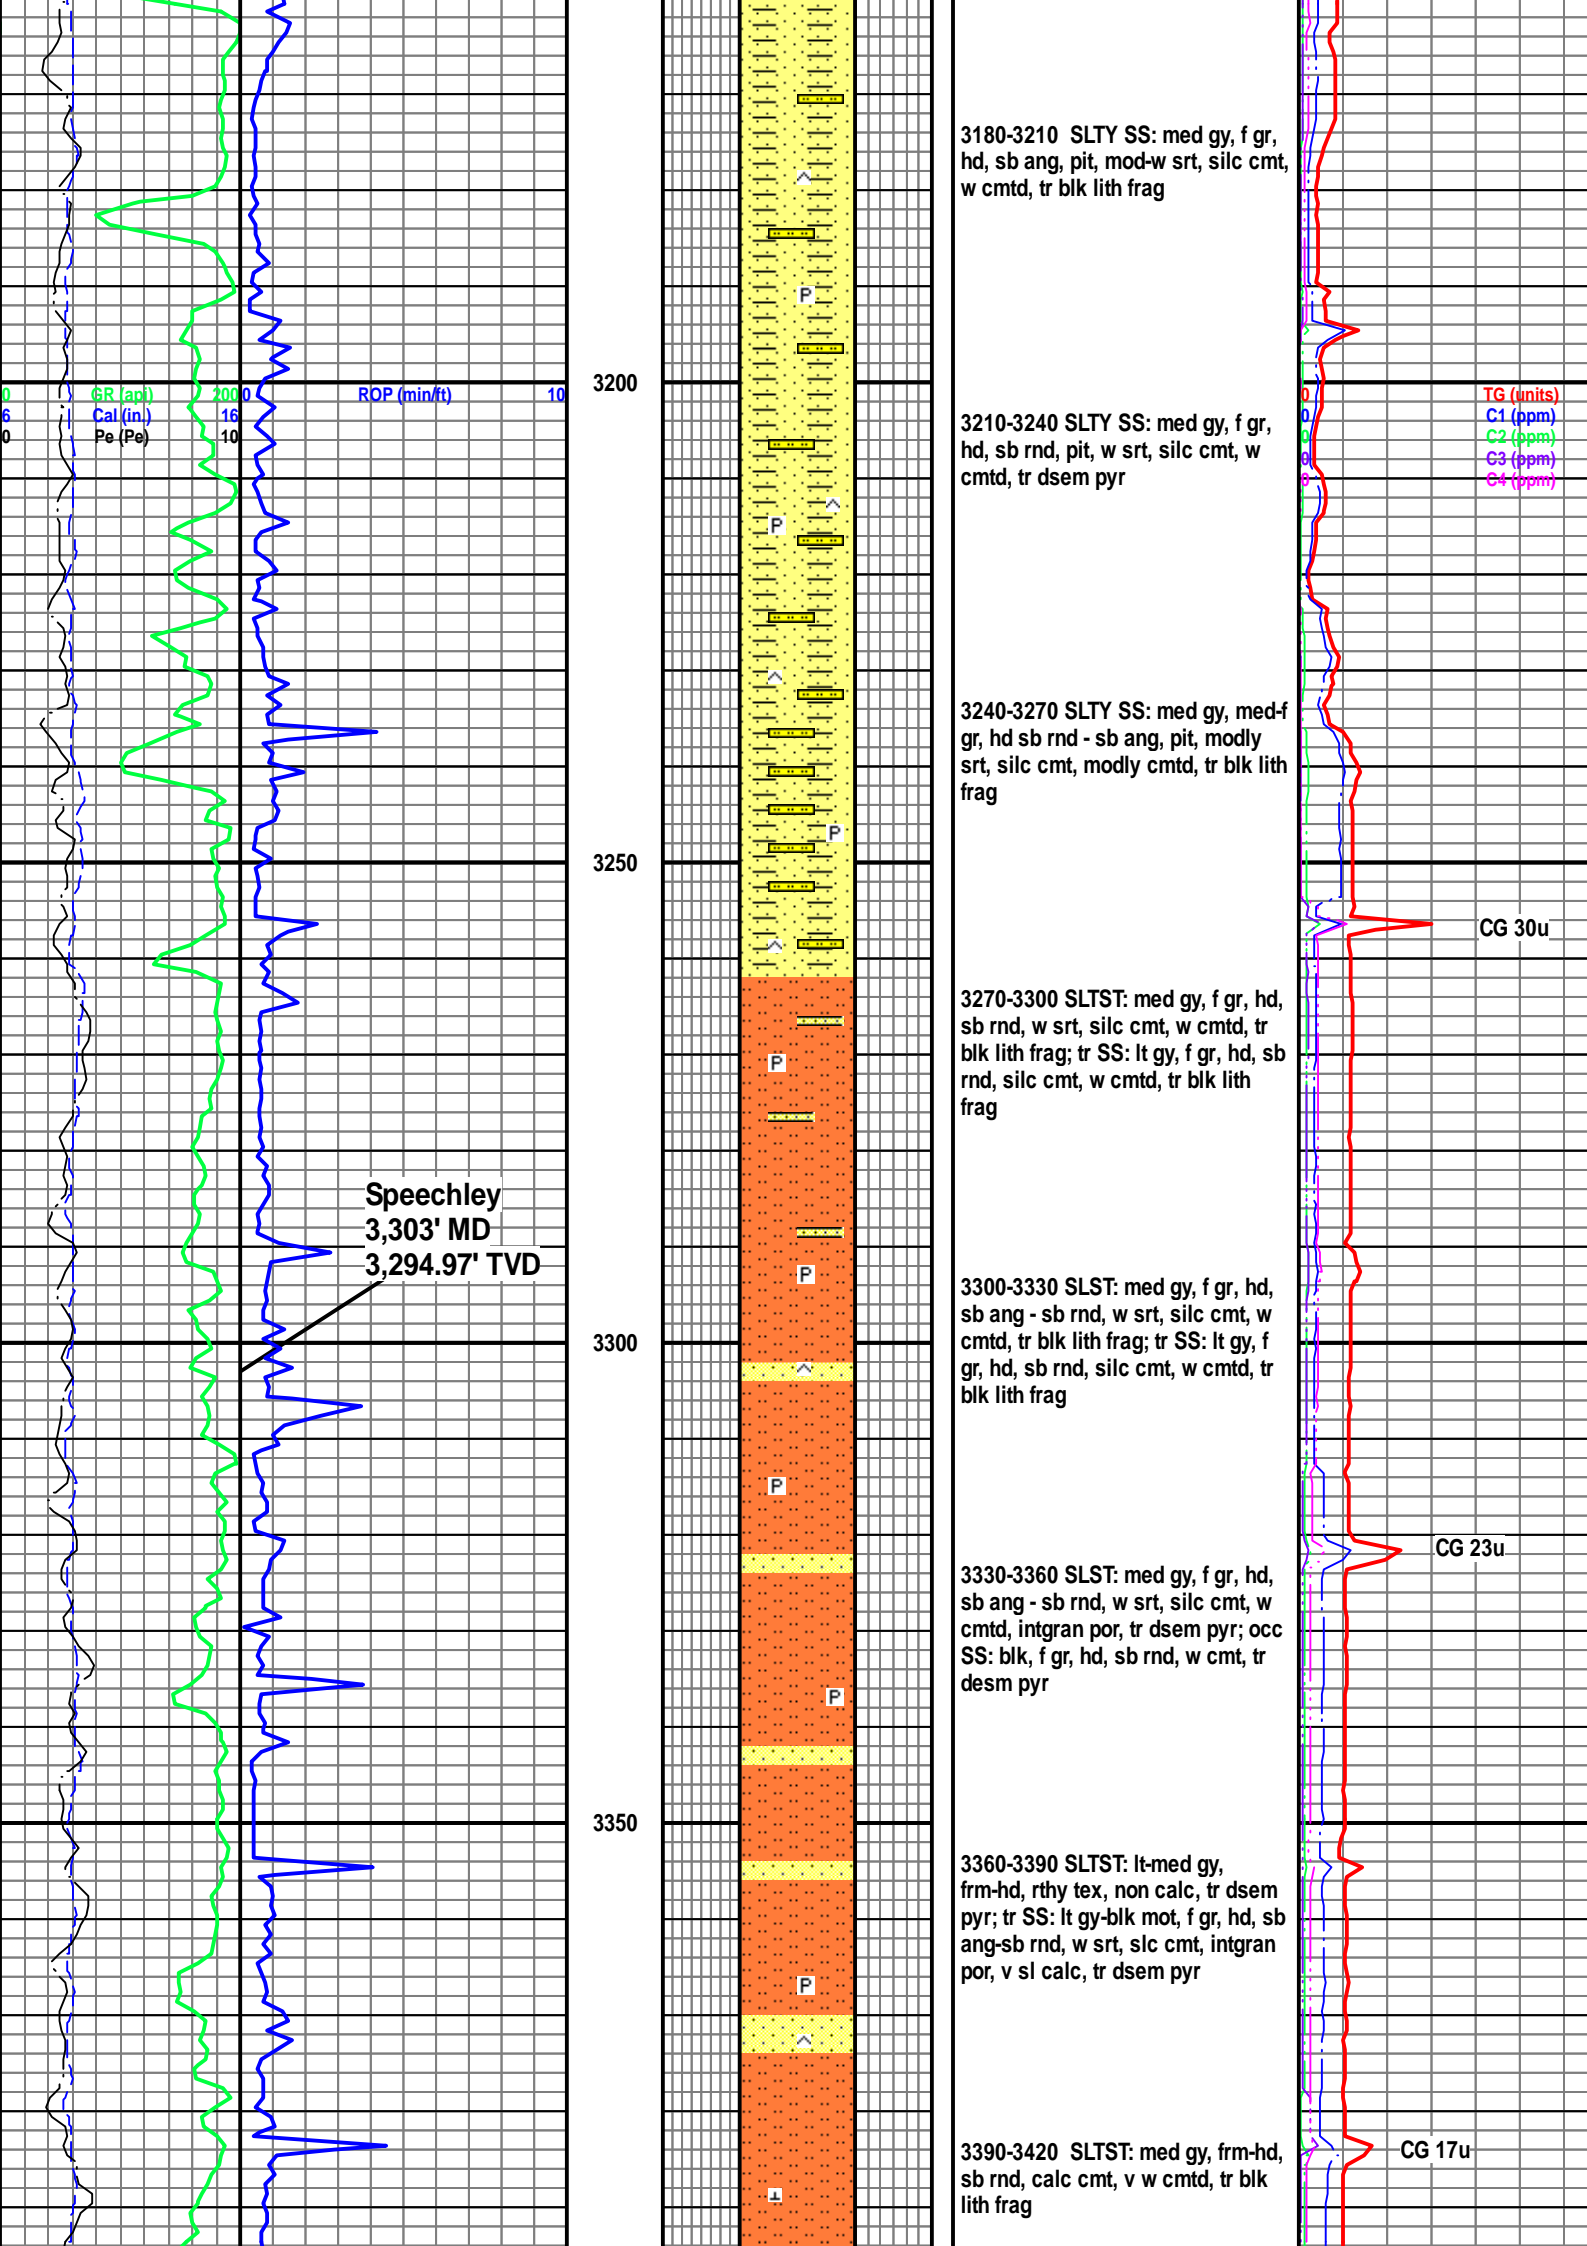 3180-3210 SLTY SS: med gy, f gr,
hd, sb ang, pit, mod-w srt, silc cmt,
w cmtd, tr blk lith frag
P
3200
0 GR (api) 200
6 Cal (in.) 16
0 Pe (Pe) 10
0 ROP (min/ft) 10
0 TG (units)
0 C1 (ppm)
0 C2 (ppm)
0 C3 (ppm)
0 C4 (ppm)
3210-3240 SLTY SS: med gy, f gr,
hd, sb rnd, pit, w srt, silc cmt, w
cmtd, tr dsem pyr
P
3240-3270 SLTY SS: med gy, med-f
gr, hd sb rnd - sb ang, pit, modly
srt, silc cmt, modly cmtd, tr blk lith
frag
P
3250
CG 30u
3270-3300 SLTST: med gy, f gr, hd,
sb rnd, w srt, silc cmt, w cmtd, tr
blk lith frag; tr SS: lt gy, f gr, hd, sb
rnd, silc cmt, w cmtd, tr blk lith
frag
P
Speechley
3,303' MD
3,294.97' TVD
P
3300-3330 SLST: med gy, f gr, hd,
sb ang - sb rnd, w srt, silc cmt, w
cmtd, tr blk lith frag; tr SS: lt gy, f
gr, hd, sb rnd, silc cmt, w cmtd, tr
blk lith frag
3300
P
CG 23u
3330-3360 SLST: med gy, f gr, hd,
sb ang - sb rnd, w srt, silc cmt, w
cmtd, intgran por, tr dsem pyr; occ
SS: blk, f gr, hd, sb rnd, w cmt, tr
desm pyr
P
3350
3360-3390 SLTST: lt-med gy,
frm-hd, rthy tex, non calc, tr dsem
pyr; tr SS: lt gy-blk mot, f gr, hd, sb
ang-sb rnd, w srt, slc cmt, intgran
por, v sl calc, tr dsem pyr
P
3390-3420 SLTST: med gy, frm-hd,
sb rnd, calc cmt, v w cmtd, tr blk
lith frag
CG 17u